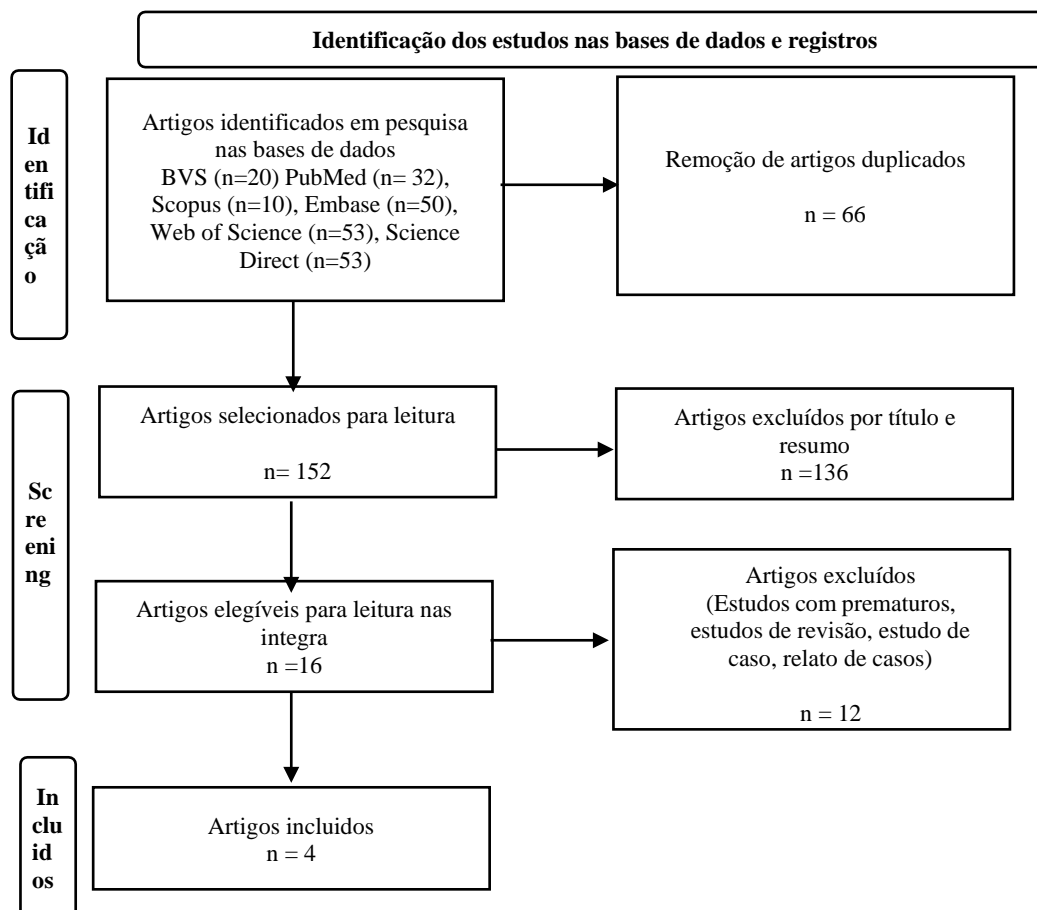 Identificação dos estudos nas bases de dados e registros
Id
en
tifi
ca
çã
o
Artigos identificados em pesquisa
nas bases de dados
BVS (n=20) PubMed (n= 32),
Scopus (n=10), Embase (n=50),
Web of Science (n=53), Science
Direct (n=53)
Remoção de artigos duplicados
n = 66
Sc
re
eni
ng
Artigos selecionados para leitura
n= 152
Artigos excluídos por título e
resumo
n =136
Artigos elegíveis para leitura nas
integra
n =16
Artigos excluídos
(Estudos com prematuros,
estudos de revisão, estudo de
caso, relato de casos)
n = 12
In
clu
id
os
Artigos incluidos
n = 4